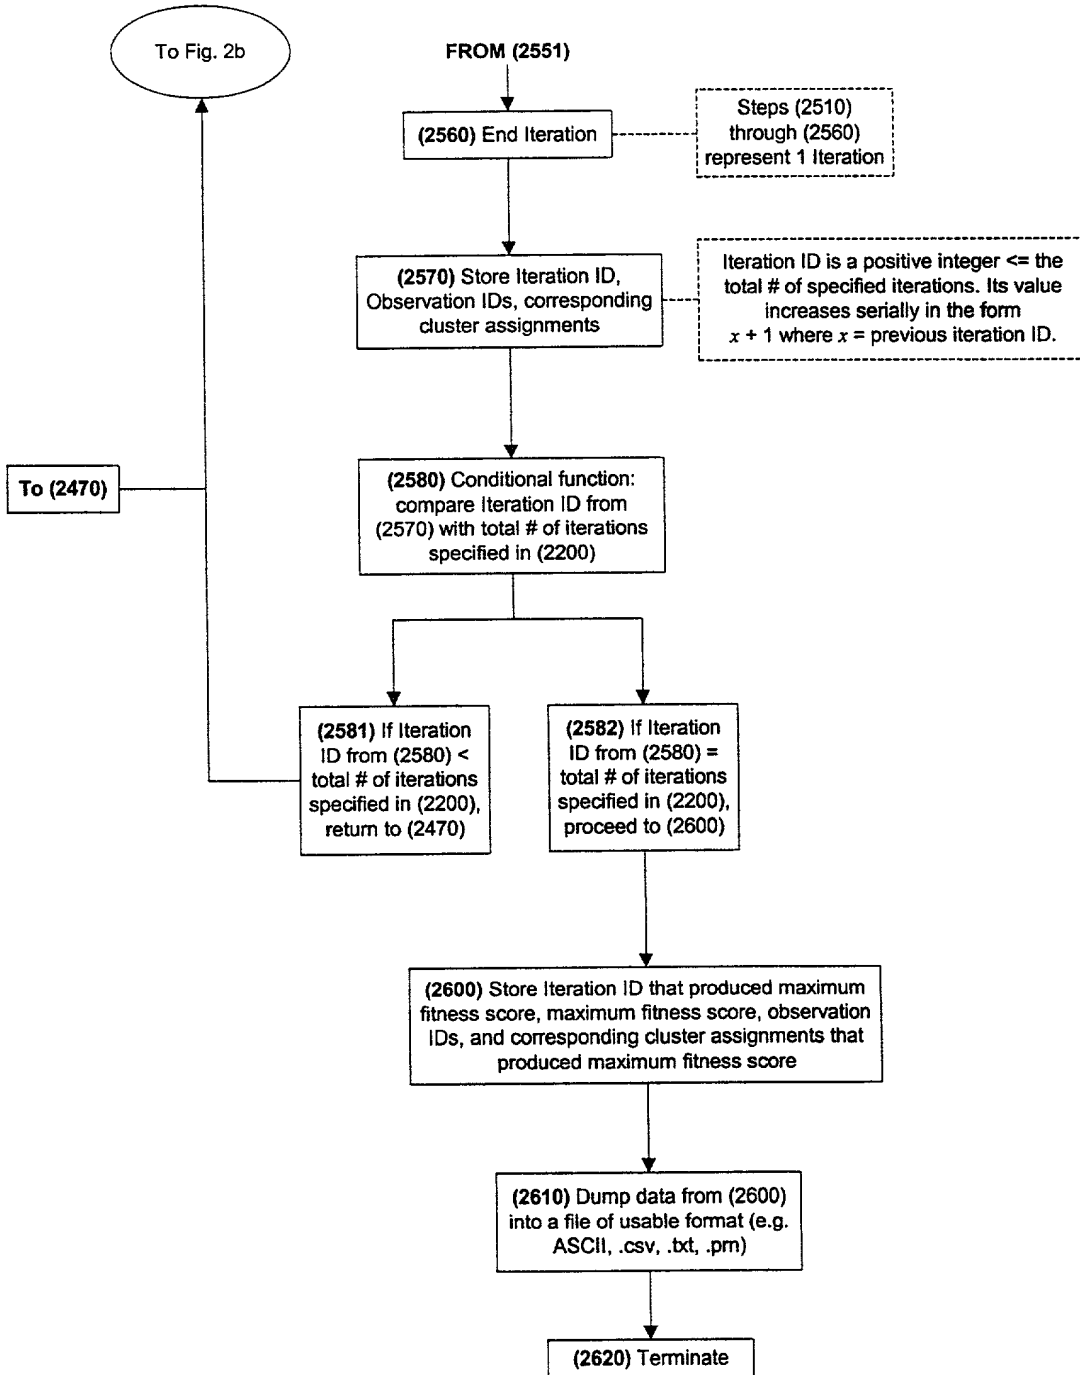 To Fig. 2b
FROM (2551)
(2560) End Iteration
Steps (2510)
through (2560)
represent 1 Iteration
(2570) Store Iteration ID,
Observation IDs, corresponding
cluster assignments
Iteration ID is a positive integer <= the
total # of specified iterations. Its value
increases serially in the form
x + 1 where x = previous iteration ID.
To (2470)
(2580) Conditional function:
compare Iteration ID from
(2570) with total # of iterations
specified in (2200)
(2581) If Iteration
ID from (2580) <
total # of iterations
specified in (2200),
return to (2470)
(2582) If Iteration
ID from (2580) =
total # of iterations
specified in (2200),
proceed to (2600)
(2600) Store Iteration ID that produced maximum
fitness score, maximum fitness score, observation
IDs, and corresponding cluster assignments that
produced maximum fitness score
(2610) Dump data from (2600)
into a file of usable format (e.g.
ASCII, .csv, .txt, .prn)
(2620) Terminate